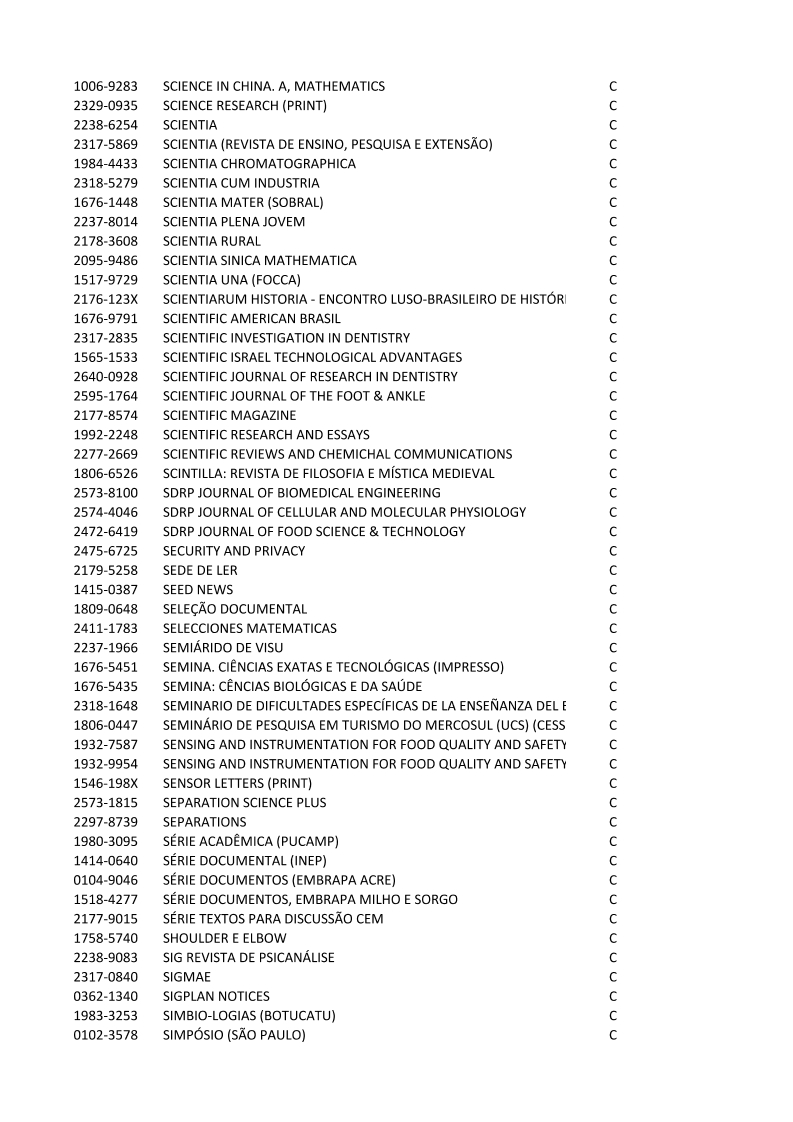 1006-9283 SCIENCE IN CHINA. A, MATHEMATICS C
2329-0935 SCIENCE RESEARCH (PRINT) C
2238-6254 SCIENTIA C
2317-5869 SCIENTIA (REVISTA DE ENSINO, PESQUISA E EXTENSÃO) C
1984-4433 SCIENTIA CHROMATOGRAPHICA C
2318-5279 SCIENTIA CUM INDUSTRIA C
1676-1448 SCIENTIA MATER (SOBRAL) C
2237-8014 SCIENTIA PLENA JOVEM C
2178-3608 SCIENTIA RURAL C
2095-9486 SCIENTIA SINICA MATHEMATICA C
1517-9729 SCIENTIA UNA (FOCCA) C
2176-123X SCIENTIARUM HISTORIA - ENCONTRO LUSO-BRASILEIRO DE HISTÓRI C
1676-9791 SCIENTIFIC AMERICAN BRASIL C
2317-2835 SCIENTIFIC INVESTIGATION IN DENTISTRY C
1565-1533 SCIENTIFIC ISRAEL TECHNOLOGICAL ADVANTAGES C
2640-0928 SCIENTIFIC JOURNAL OF RESEARCH IN DENTISTRY C
2595-1764 SCIENTIFIC JOURNAL OF THE FOOT & ANKLE C
2177-8574 SCIENTIFIC MAGAZINE C
1992-2248 SCIENTIFIC RESEARCH AND ESSAYS C
2277-2669 SCIENTIFIC REVIEWS AND CHEMICHAL COMMUNICATIONS C
1806-6526 SCINTILLA: REVISTA DE FILOSOFIA E MÍSTICA MEDIEVAL C
2573-8100 SDRP JOURNAL OF BIOMEDICAL ENGINEERING C
2574-4046 SDRP JOURNAL OF CELLULAR AND MOLECULAR PHYSIOLOGY C
2472-6419 SDRP JOURNAL OF FOOD SCIENCE & TECHNOLOGY C
2475-6725 SECURITY AND PRIVACY C
2179-5258 SEDE DE LER C
1415-0387 SEED NEWS C
1809-0648 SELEÇÃO DOCUMENTAL C
2411-1783 SELECCIONES MATEMATICAS C
2237-1966 SEMIÁRIDO DE VISU C
1676-5451 SEMINA. CIÊNCIAS EXATAS E TECNOLÓGICAS (IMPRESSO) C
1676-5435 SEMINA: CÊNCIAS BIOLÓGICAS E DA SAÚDE C
2318-1648 SEMINARIO DE DIFICULTADES ESPECÍFICAS DE LA ENSEÑANZA DEL E C
1806-0447 SEMINÁRIO DE PESQUISA EM TURISMO DO MERCOSUL (UCS) (CESS C
1932-7587 SENSING AND INSTRUMENTATION FOR FOOD QUALITY AND SAFETY C
1932-9954 SENSING AND INSTRUMENTATION FOR FOOD QUALITY AND SAFETY C
1546-198X SENSOR LETTERS (PRINT) C
2573-1815 SEPARATION SCIENCE PLUS C
2297-8739 SEPARATIONS C
1980-3095 SÉRIE ACADÊMICA (PUCAMP) C
1414-0640 SÉRIE DOCUMENTAL (INEP) C
0104-9046 SÉRIE DOCUMENTOS (EMBRAPA ACRE) C
1518-4277 SÉRIE DOCUMENTOS, EMBRAPA MILHO E SORGO C
2177-9015 SÉRIE TEXTOS PARA DISCUSSÃO CEM C
1758-5740 SHOULDER E ELBOW C
2238-9083 SIG REVISTA DE PSICANÁLISE C
2317-0840 SIGMAE C
0362-1340 SIGPLAN NOTICES C
1983-3253 SIMBIO-LOGIAS (BOTUCATU) C
0102-3578 SIMPÓSIO (SÃO PAULO) C